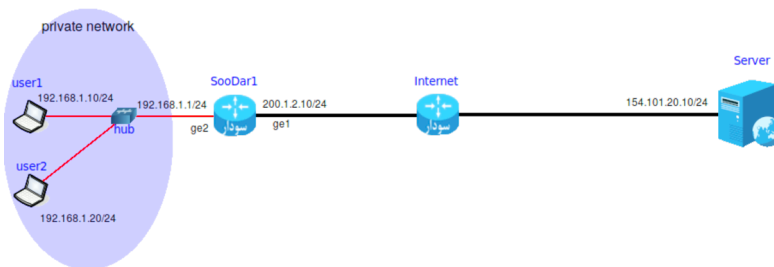 private network
Server
user1
SooDar1
Internet
192.168.1.10/24
192.168.1.1/24
200.1.2.10/24
154.101.20.10/24
hub
ge2
سودار
ge1
سودار
user2
192.168.1.20/24